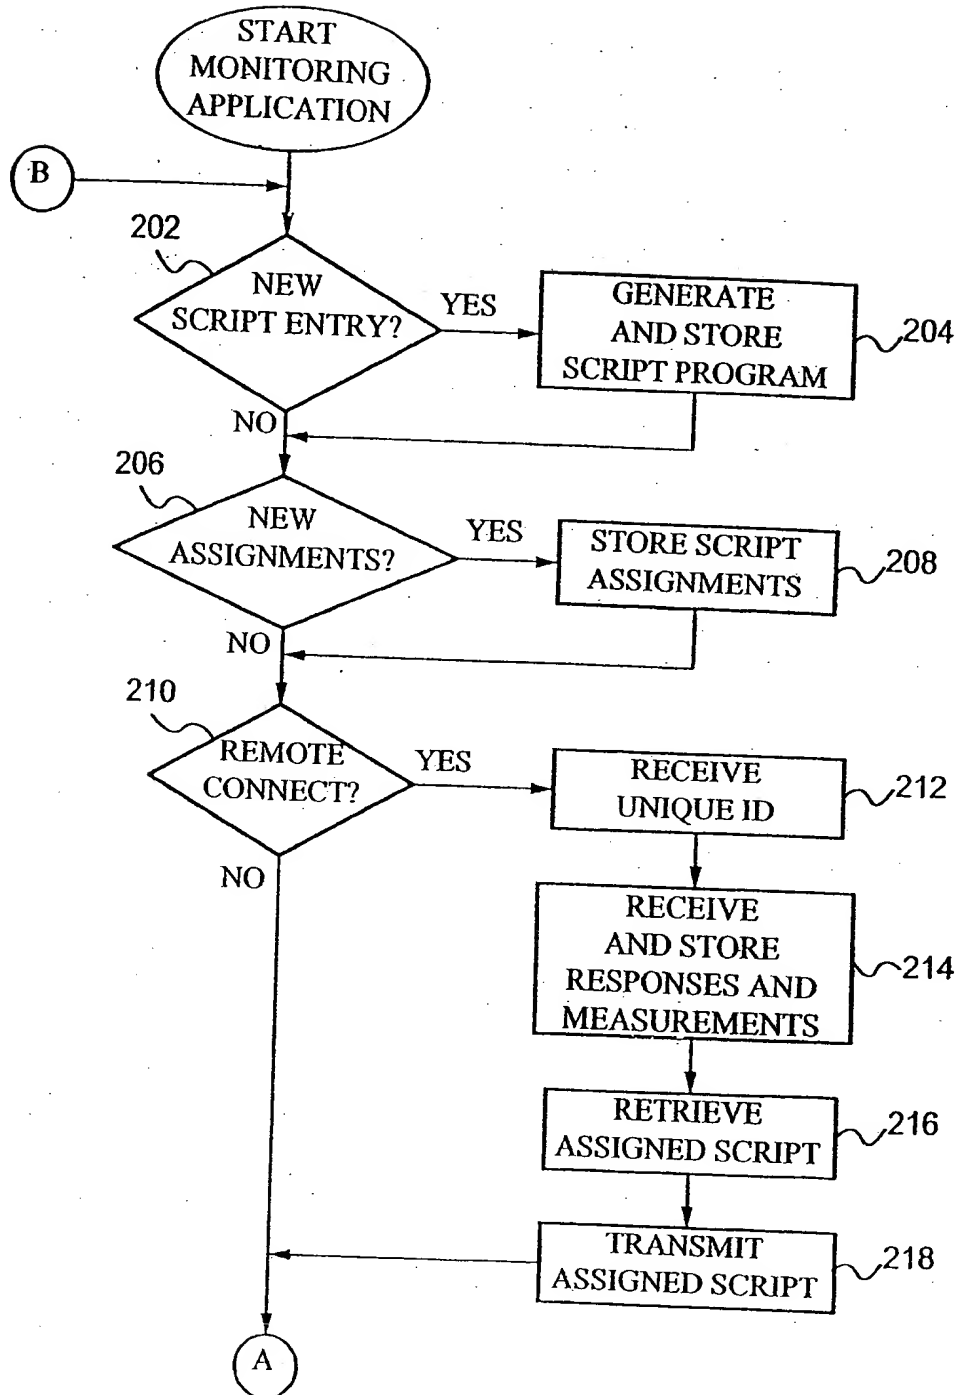 START
MONITORING
APPLICATION
B
202
NEW
SCRIPT ENTRY?
YES
GENERATE
AND STORE
SCRIPT PROGRAM
204
NO
206
NEW
ASSIGNMENTS?
YES
STORE SCRIPT
ASSIGNMENTS
208
NO
210
REMOTE
CONNECT?
YES
RECEIVE
UNIQUE ID
212
NO
RECEIVE
AND STORE
RESPONSES AND
MEASUREMENTS
214
RETRIEVE
ASSIGNED SCRIPT
216
TRANSMIT
ASSIGNED SCRIPT
218
A